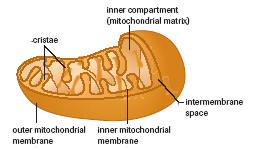 inner compartment
(mitochondrial matrix)
cristae
intermembrane
space
outer mitochondrial
membrane
inner mitochondrial
membrane